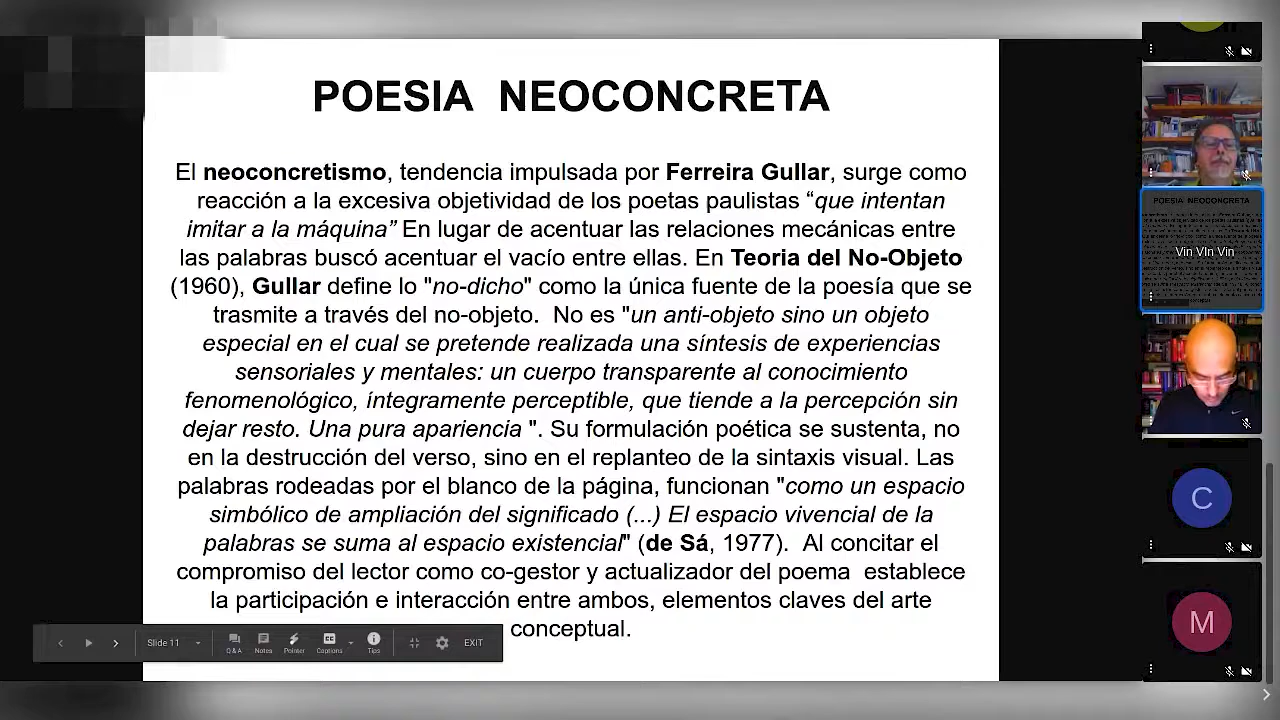 POESIA NEOCONCRETA
El neoconcretismo, tendencia impulsada por Ferreira Gullar, surge como
reacción a la excesiva objetividad de los poetas paulistas “que intentan
imitar a la máquina” En lugar de acentuar las relaciones mecánicas entre
las palabras buscó acentuar el vacío entre ellas. En Teoria del No-Objeto
(1960), Gullar define lo "no-dicho" como la única fuente de la poesía que se
trasmite a través del no-objeto. No es "un anti-objeto sino un objeto
especial en el cual se pretende realizada una síntesis de experiencias
sensoriales y mentales: un cuerpo transparente al conocimiento
fenomenológico, íntegramente perceptible, que tiende a la percepción sin
dejar resto. Una pura apariencia ". Su formulación poética se sustenta, no
en la destrucción del verso, sino en el replanteo de la sintaxis visual. Las
palabras rodeadas por el blanco de la página, funcionan "como un espacio
simbólico de ampliación del significado (...) El espacio vivencial de la
palabras se suma al espacio existencial" (de Sá, 1977). Al concitar el
compromiso del lector como co-gestor y actualizador del poema establece
la participación e interacción entre ambos, elementos claves del arte
conceptual.
Slide 11
Q & A
Notes
Pointer
Captions
Tips
EXIT
POESIA NEOCONCRETA
Vin VIn Vin
C
M